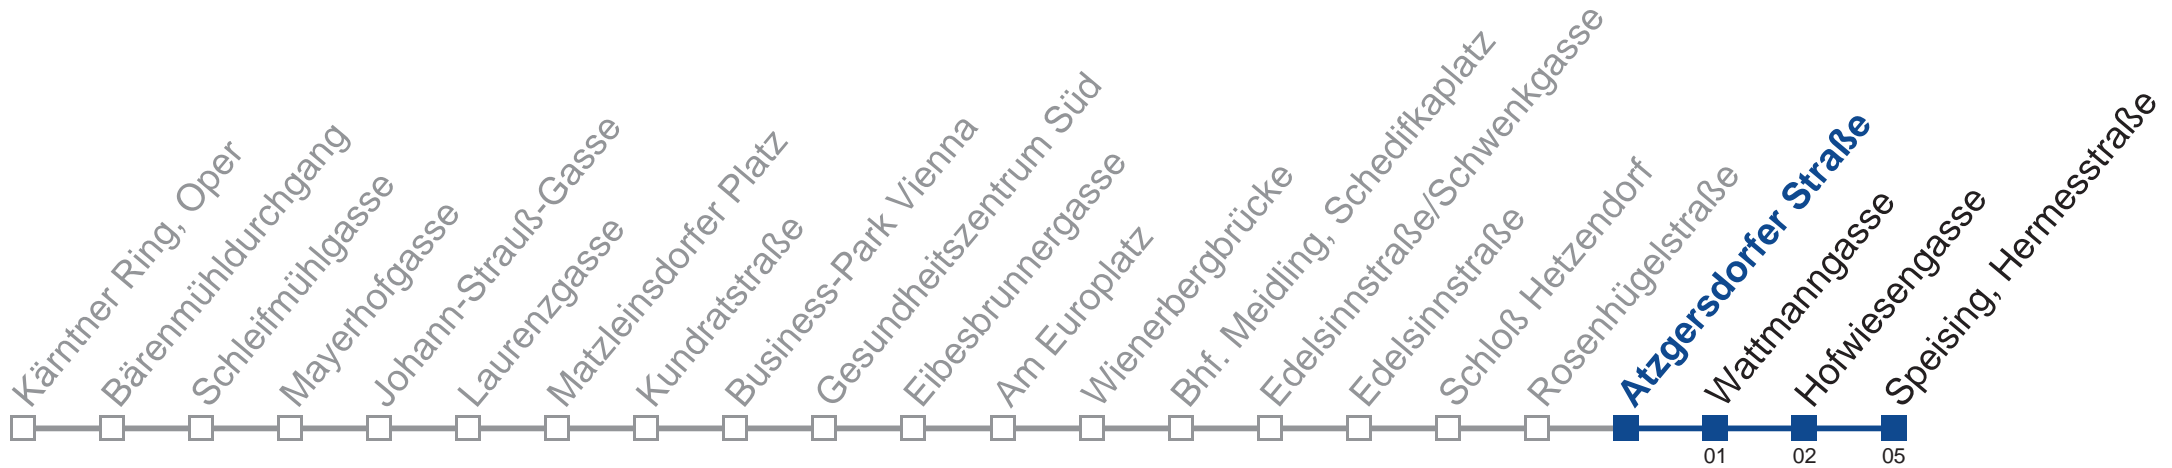 Kärntner Ring, Oper
Bärenmühldurchgang
Schleifmühlgasse
Mayerhofgasse
Johann-Strauß-Gasse
Laurenzgasse
Matzleinsdorfer Platz
Kundratstraße
Business-Park Vienna
Gesundheitszentrum Süd
Eibesbrunnergasse
Am Europlatz
Wienerbergbrücke
Bhf. Meidling, Schedifkaplatz
Edelsinnstraße/Schwenkgasse
Edelsinnstraße
Schloß Hetzendorf
Rosenhügelstraße
Atzgersdorfer Straße
Wattmanngasse
Hofwiesengasse
Speising, Hermesstraße
01
02
05